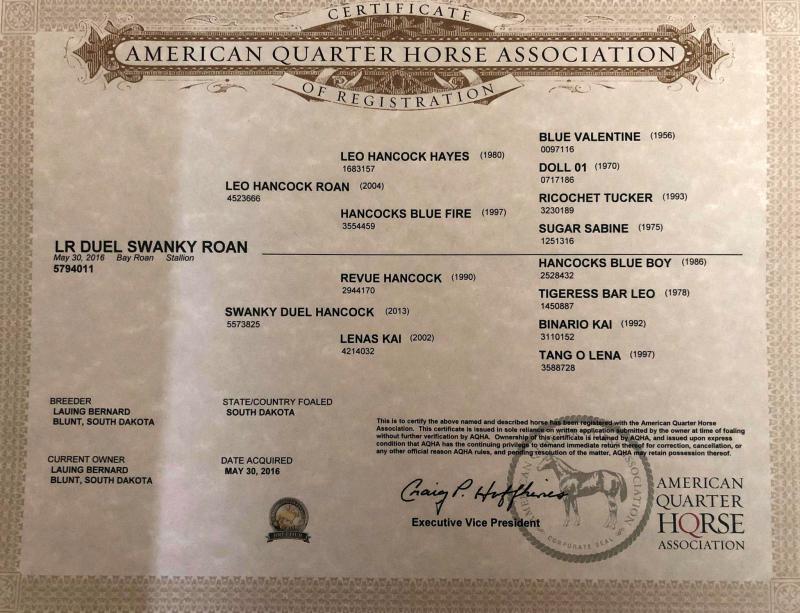 CERTIFICATE
AMERICAN QUARTER HORSE ASSOCIATION
OF REGISTRATION
BLUE VALENTINE (1956)
0097116
LEO HANCOCK HAYES (1980)
1683157
DOLL 01 (1970)
0717186
LEO HANCOCK ROAN (2004)
4523666
RICOCHET TUCKER (1993)
3230189
HANCOCKS BLUE FIRE (1997)
3554459
SUGAR SABINE (1975)
1251316
LR DUEL SWANKY ROAN
May 30, 2016 Bay Roan Stallion
5794011
HANCOCKS BLUE BOY (1986)
2528432
REVUE HANCOCK (1990)
2944170
TIGERESS BAR LEO (1978)
1450887
SWANKY DUEL HANCOCK (2013)
5573825
BINARIO KAI (1992)
3110152
LENAS KAI (2002)
4214032
TANG O LENA (1997)
3588728
BREEDER
LAUING BERNARD
BLUNT, SOUTH DAKOTA
STATE/COUNTRY FOALED
SOUTH DAKOTA
CURRENT OWNER
LAUING BERNARD
BLUNT, SOUTH DAKOTA
DATE ACQUIRED
MAY 30, 2016
This is to certify the above named and described horse has been registered with the American Quarter Horse
Association. This certificate is issued in sole reliance on written application submitted by the owner at time of foaling
without further verification by AQHA. Ownership of this certificate is retained by AQHA, and issued upon express
condition that AQHA has the continuing privilege to demand immediate return thereof for correction, cancellation, or
any other official reason AQHA rules, and pending resolution of the matter, AQHA may retain possession thereof.
Craig P. Huffhines
Executive Vice President
CORPORATE SEAL
AMERICAN
QUARTER
HORSE
ASSOCIATION